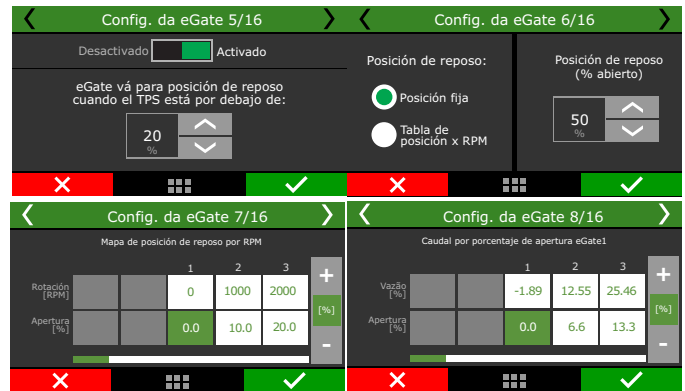 Config. da eGate 5/16
Desactivado Activado
eGate vá para posición de reposo
cuando el TPS está por debajo de:
20
%
Config. da eGate 6/16
Posición de reposo:
Posición fija
Tabla de
posición x RPM
Posición de reposo
(% abierto)
50
%
Config. da eGate 7/16
Mapa de posición de reposo por RPM
1 2 3
Rotación
[RPM]
0 1000 2000
Apertura
[%]
0.0 10.0 20.0
+
[%]
-
Config. da eGate 8/16
Caudal por porcentaje de apertura eGate1
1 2 3
Vazão
[%]
-1.89 12.55 25.46
Apertura
[%]
0.0 6.6 13.3
+
[%]
-